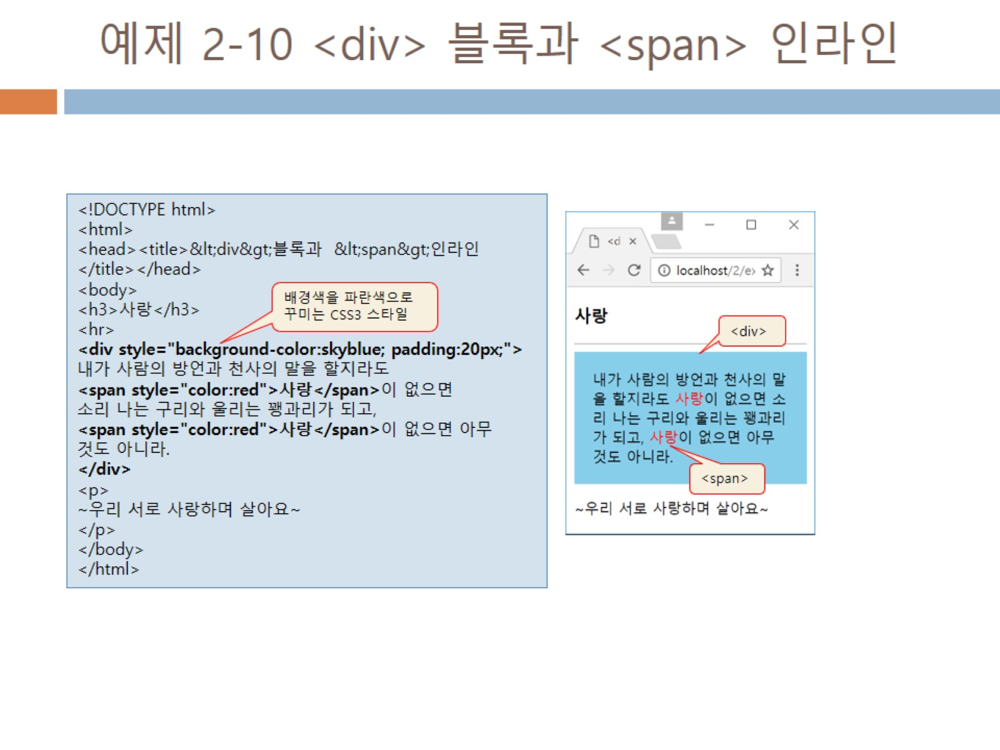 예제 2-10 <div> 블록과 <span> 인라인
<!DOCTYPE html>
<html>
<head><title>&lt;div&gt;블록과  &lt;span&gt;인라인
</title></head>
<body>
<h3>사랑</h3>
<hr>
배경색을 파란색으로
꾸미는 CSS3 스타일
<div style="background-color:skyblue; padding:20px;">
내가 사람의 방언과 천사의 말을 할지라도
<span style="color:red">사랑</span>이 없으면
소리 나는 구리와 울리는 꽹과리가 되고,
<span style="color:red">사랑</span>이 없으면 아무
것도 아니라.
</div>
<p>
~우리 서로 사랑하며 살아요~
</p>
</body>
</html>
<d
localhost/2/e
사랑
<div>
내가 사람의 방언과 천사의 말
을 할지라도 사랑이 없으면 소
리 나는 구리와 울리는 꽹과리
가 되고, 사랑이 없으면 아무
것도 아니라.
<span>
~우리 서로 사랑하며 살아요~